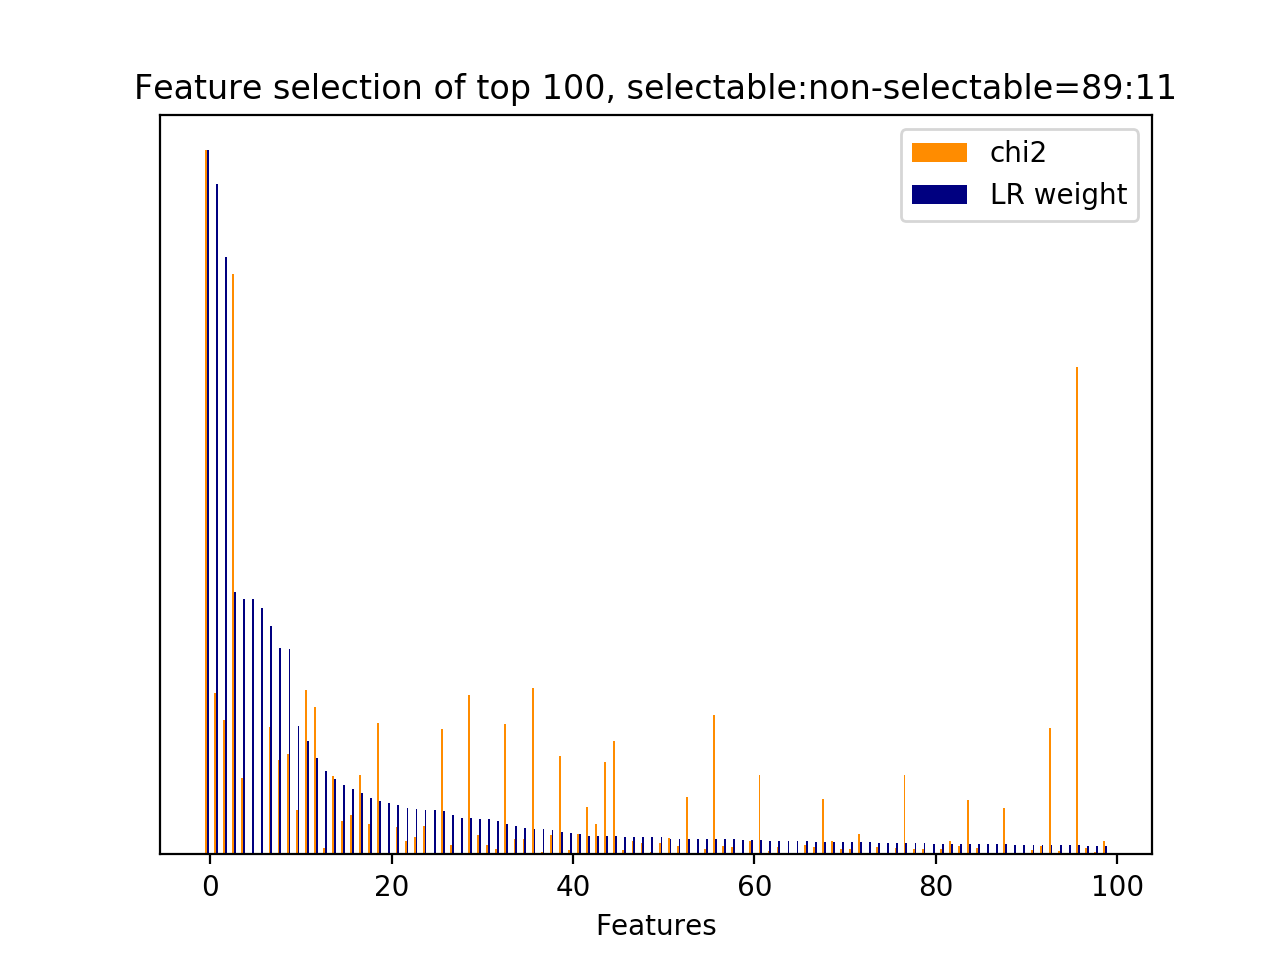 Feature selection of top 100, selectable:non-selectable=89:11
chi2
LR weight
0 20 40 60 80 100
Features